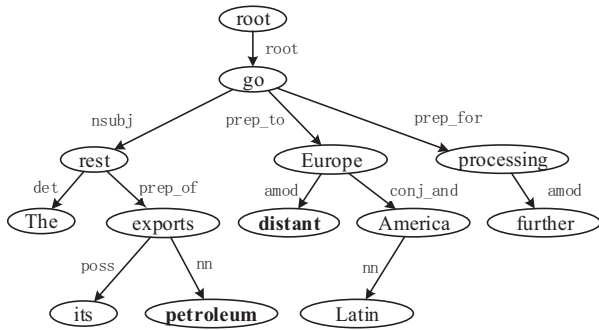 root
root
go
nsubj prep_to prep_for
rest Europe processing
det prep_of amod conj_and amod
The exports distant America further
poss nn nn
its petroleum Latin